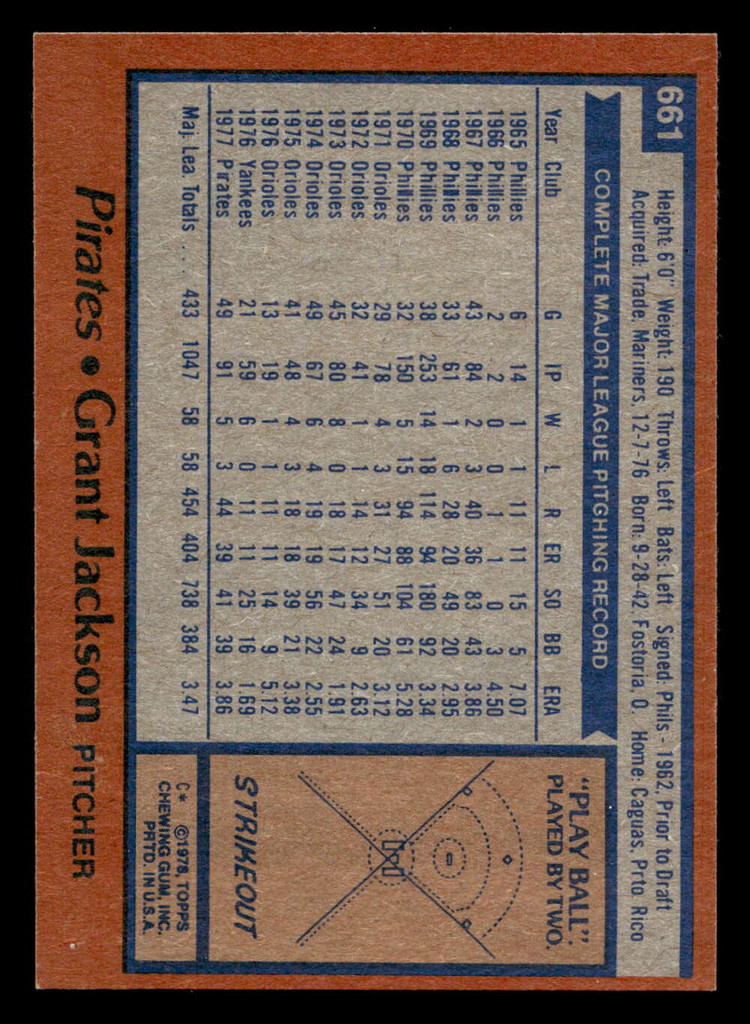 661
Height: 6'0" Weight: 190 Throws: Left Bats: Left Signed: Phils - 1962, Prior to Draft
Acquired: Trade, Mariners, 12-7-76 Born: 9-28-42, Fostoria, O. Home: Caguas, Prto Rico
COMPLETE MAJOR LEAGUE PITCHING RECORD
Year Club G IP W L R ER SO BB ERA
1965 Phillies 6 14 1 1 11 11 15 5 7.07
1966 Phillies 2 2 0 0 1 1 0 3 4.50
1967 Phillies 43 84 2 3 40 36 83 43 3.86
1968 Phillies 33 61 1 6 28 20 49 20 2.95
1969 Phillies 38 253 14 18 114 94 180 92 3.34
1970 Phillies 32 150 5 15 94 88 104 61 5.28
1971 Orioles 29 78 4 3 31 27 51 20 3.12
1972 Orioles 32 41 1 1 14 12 34 9 2.63
1973 Orioles 45 80 8 0 18 17 47 24 1.91
1974 Orioles 49 67 6 4 19 19 56 22 2.55
1975 Orioles 41 48 4 3 18 18 39 21 3.38
1976 Orioles 13 19 1 1 11 11 14 9 5.12
1976 Yankees 21 59 6 0 11 11 25 16 1.69
1977 Pirates 49 91 5 3 44 39 41 39 3.86
Maj. Lea. Totals . . . 433 1047 58 58 454 404 738 384 3.47
"PLAY BALL".
PLAYED BY TWO.
STRIKEOUT
C* ©1978, TOPPS
CHEWING GUM, INC.
PRTD. IN U.S.A.
Pirates • Grant Jackson PITCHER